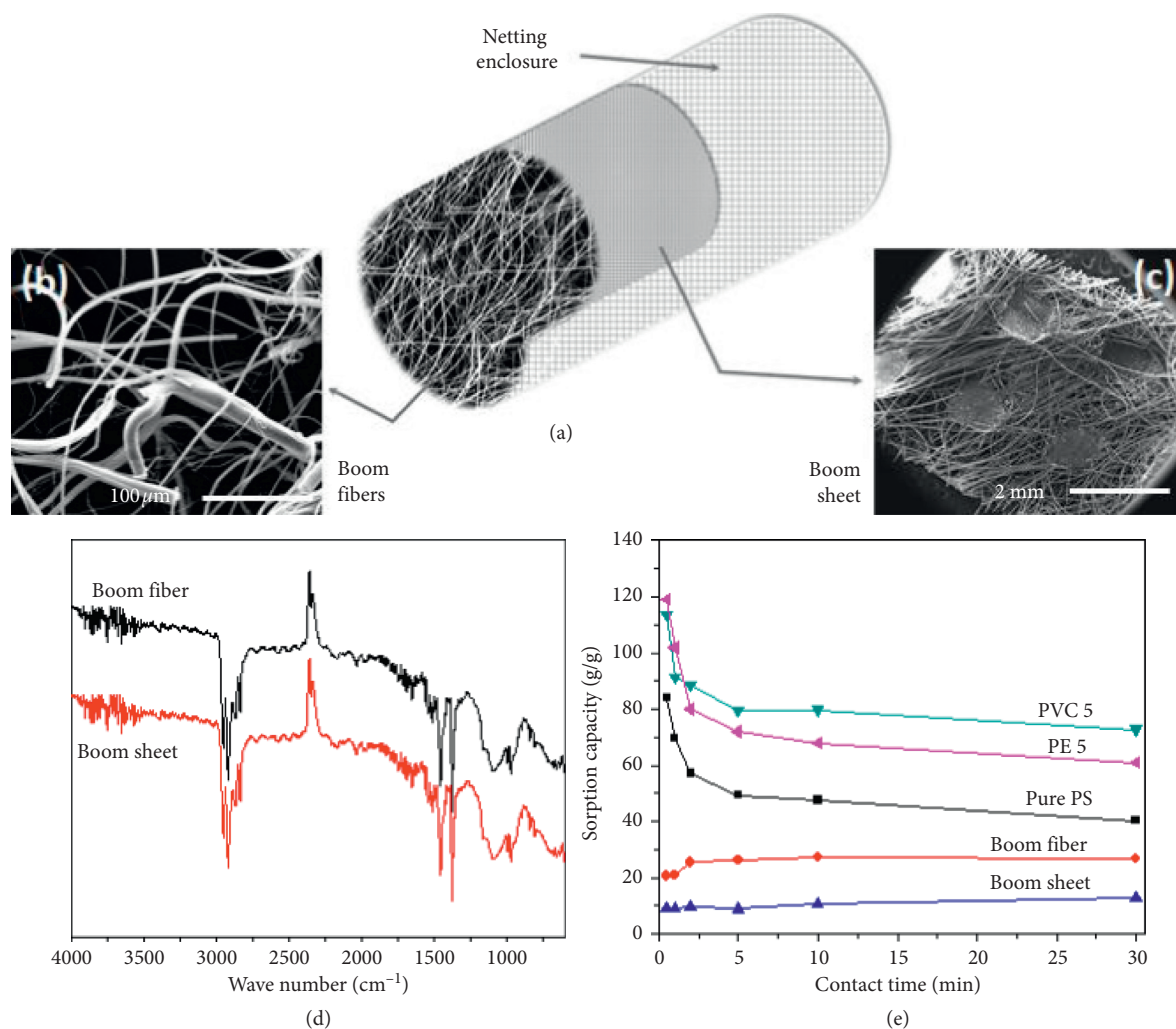 Netting
enclosure
(b)
(c)
(a)
100 μm
Boom
fibers
Boom
sheet
2 mm
Boom fiber
Boom sheet
4000 3500 3000 2500 2000 1500 1000
Wave number (cm⁻¹)
(d)
140
120
100
80
60
40
20
0
Sorption capacity (g/g)
PVC 5
PE 5
Pure PS
Boom fiber
Boom sheet
0 5 10 15 20 25 30
Contact time (min)
(e)